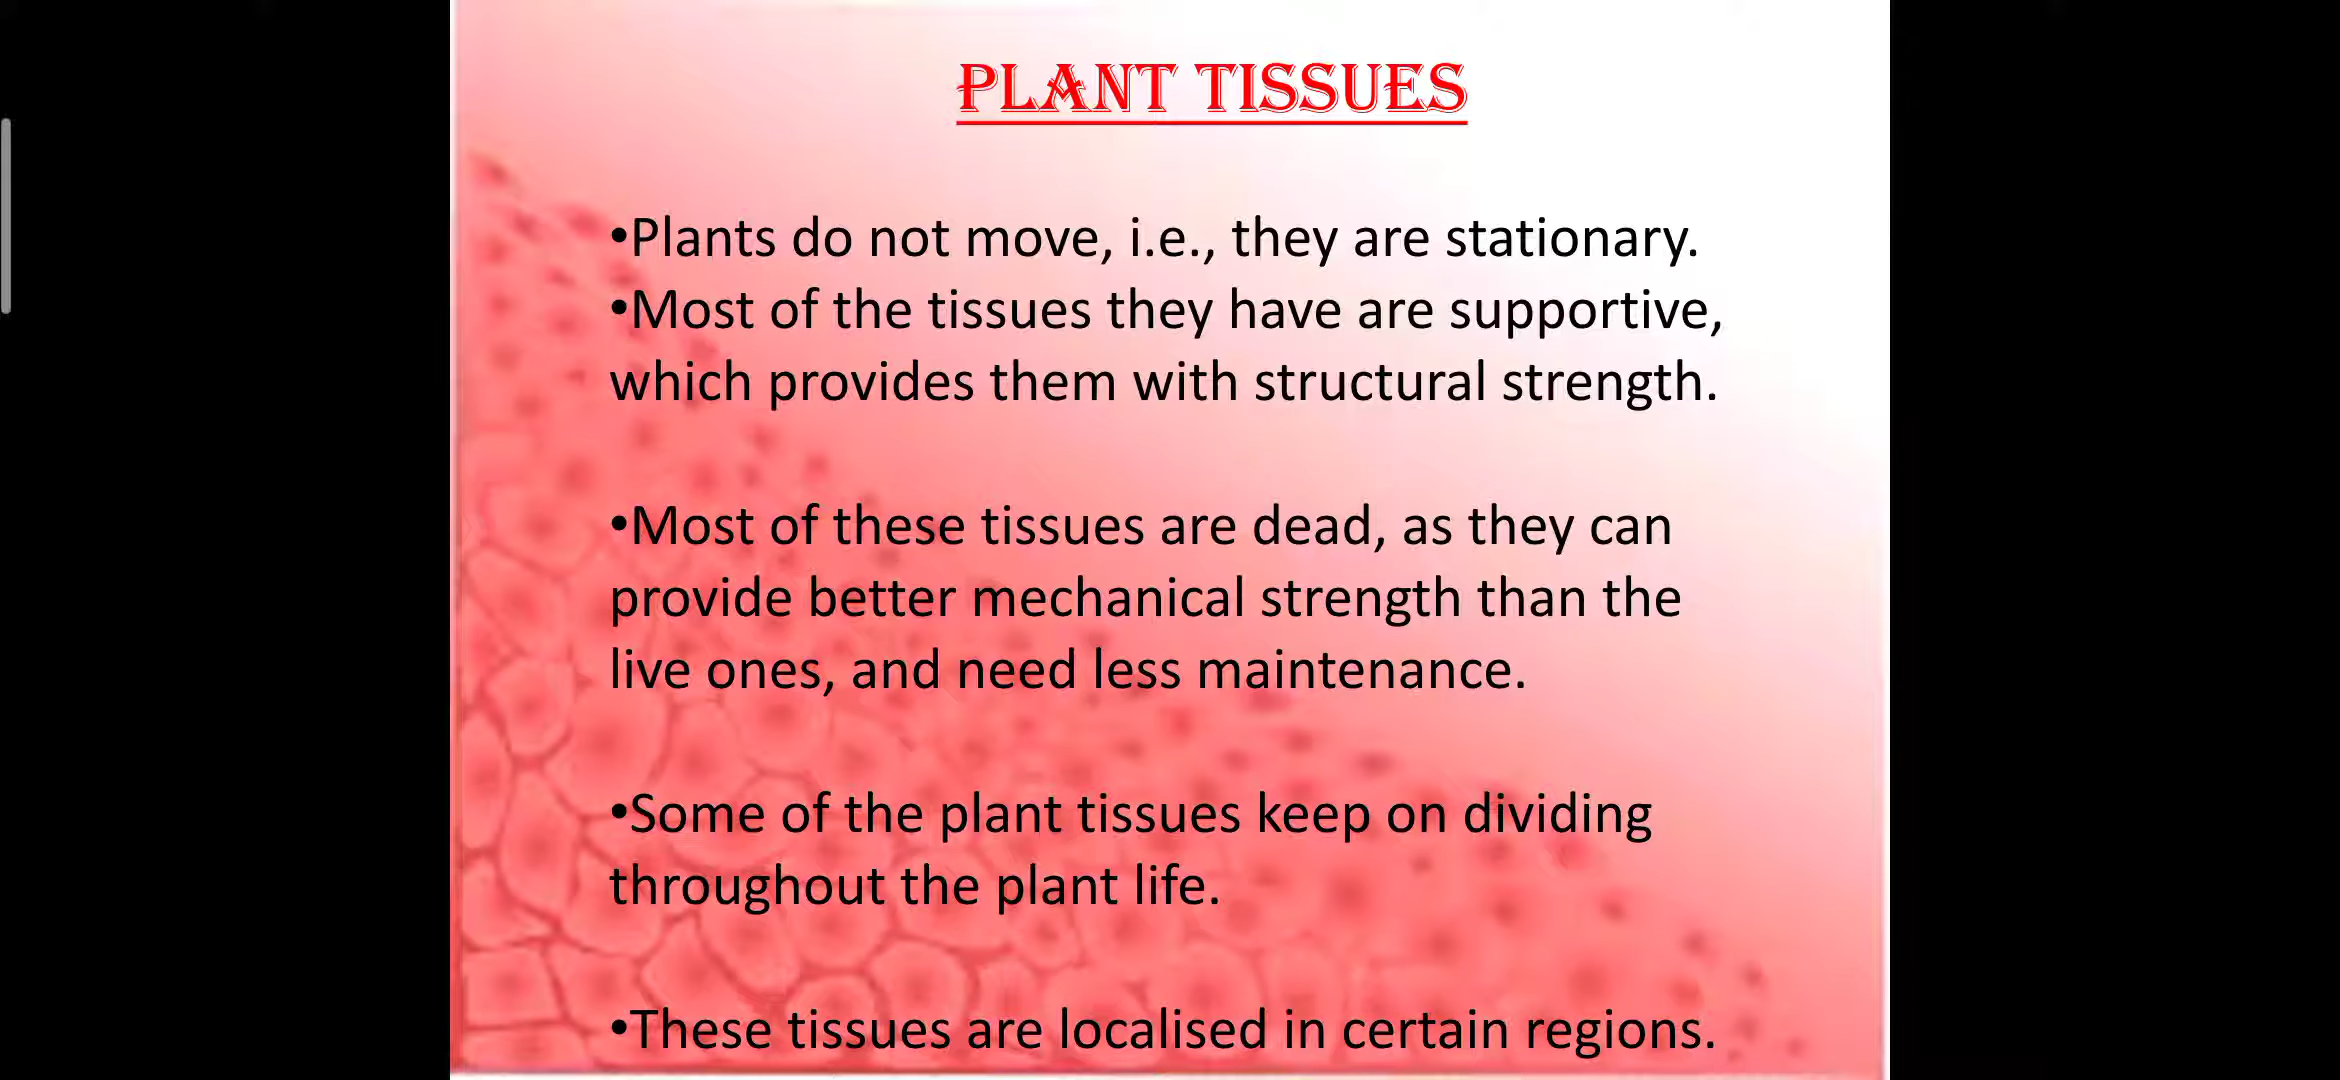 PLANT TISSUES
•Plants do not move, i.e., they are stationary.
•Most of the tissues they have are supportive,
which provides them with structural strength.
•Most of these tissues are dead, as they can
provide better mechanical strength than the
live ones, and need less maintenance.
•Some of the plant tissues keep on dividing
throughout the plant life.
•These tissues are localised in certain regions.